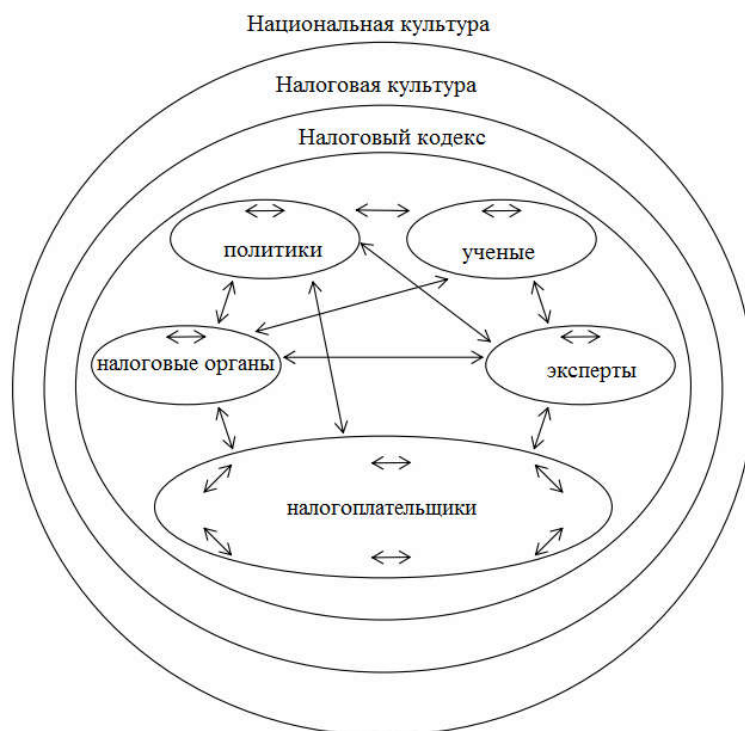 Национальная культура
Налоговая культура
Налоговый кодекс
политики
ученые
налоговые органы
эксперты
налогоплательщики